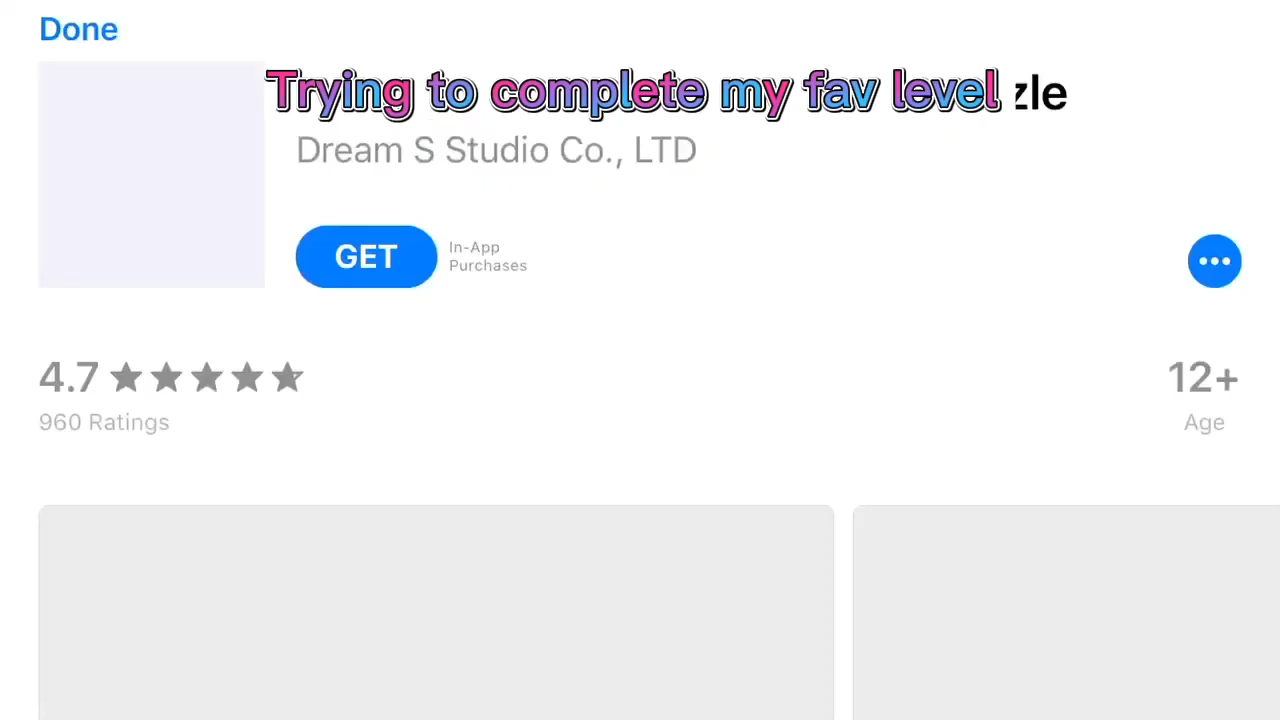 Done
Trying to complete my fav level zle
Dream S Studio Co., LTD
GET
In-App
Purchases
4.7
12+
960 Ratings
Age